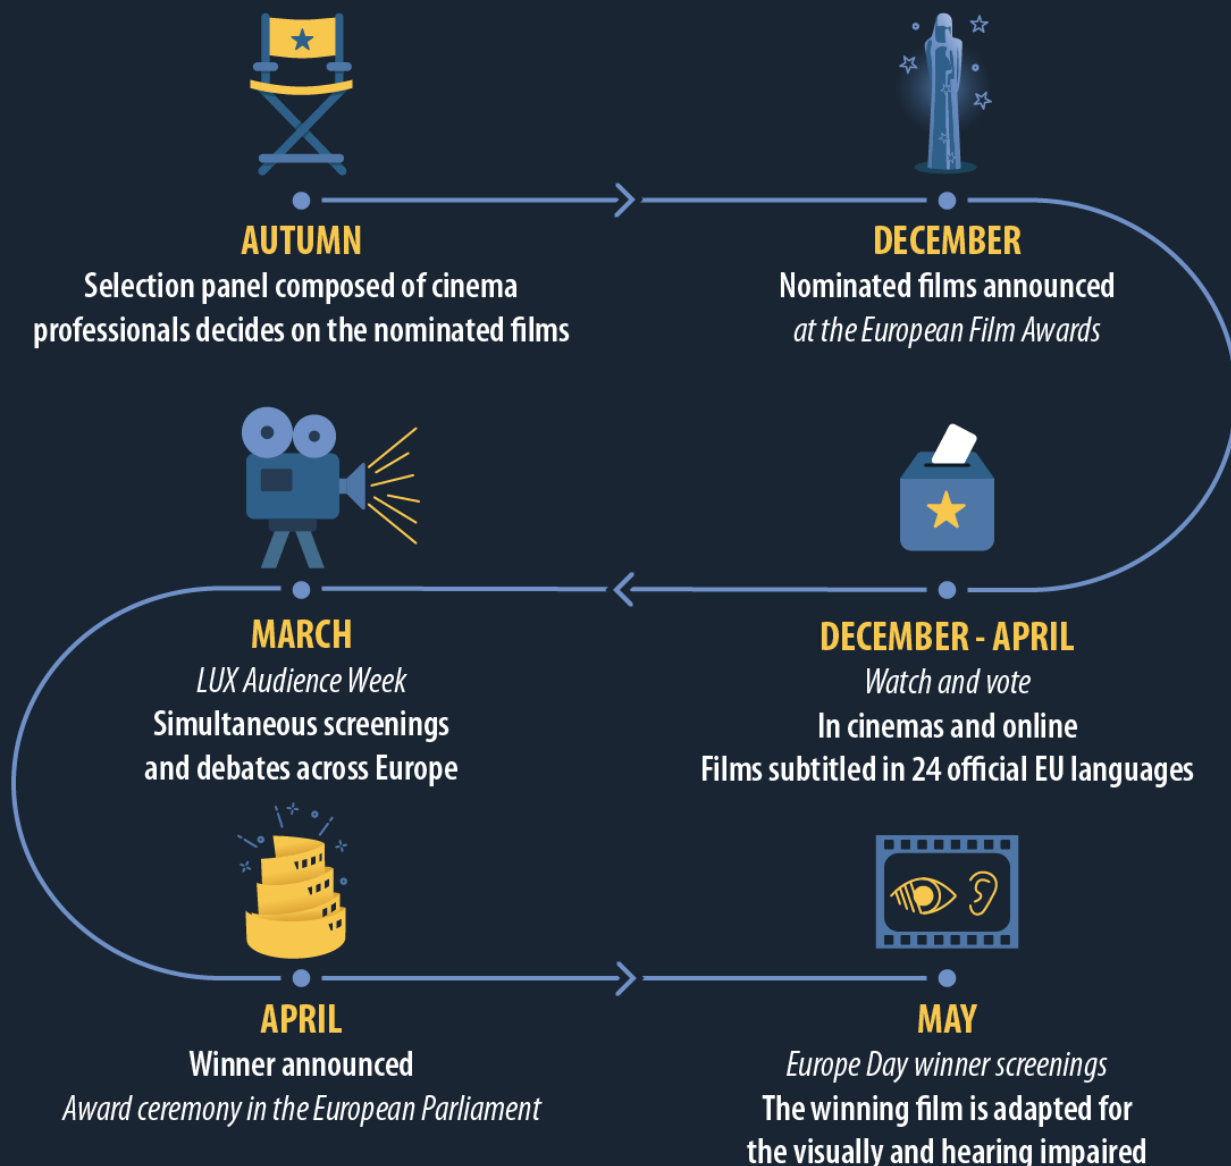 AUTUMN
Selection panel composed of cinema
professionals decides on the nominated films
DECEMBER
Nominated films announced
at the European Film Awards
DECEMBER - APRIL
Watch and vote
In cinemas and online
Films subtitled in 24 official EU languages
MARCH
LUX Audience Week
Simultaneous screenings
and debates across Europe
APRIL
Winner announced
Award ceremony in the European Parliament
MAY
Europe Day winner screenings
The winning film is adapted for
the visually and hearing impaired